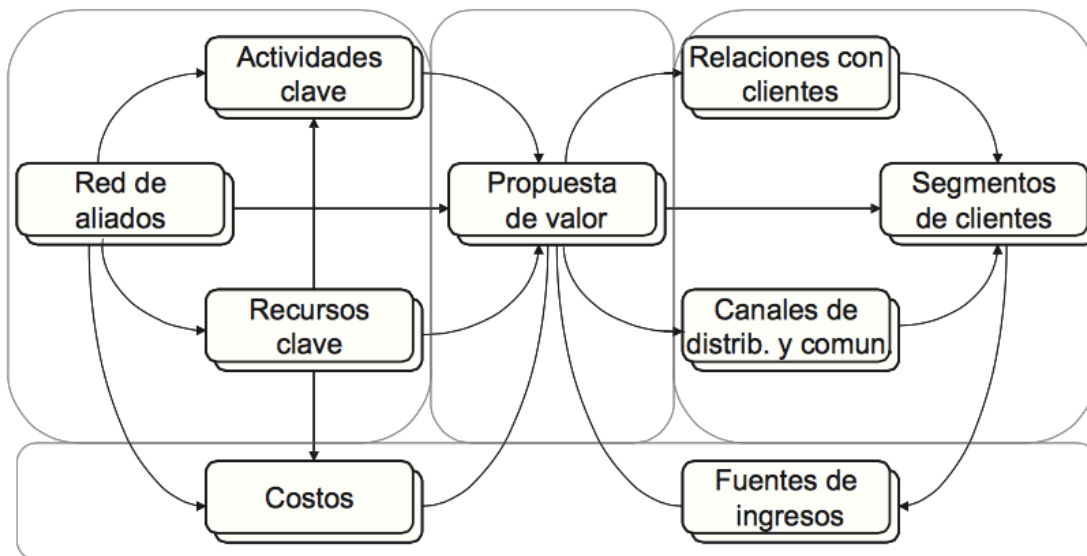 Actividades
clave
Relaciones con
clientes
Red de
aliados
Propuesta
de valor
Segmentos
de clientes
Recursos
clave
Canales de
distrib. y comun.
Costos
Fuentes de
ingresos